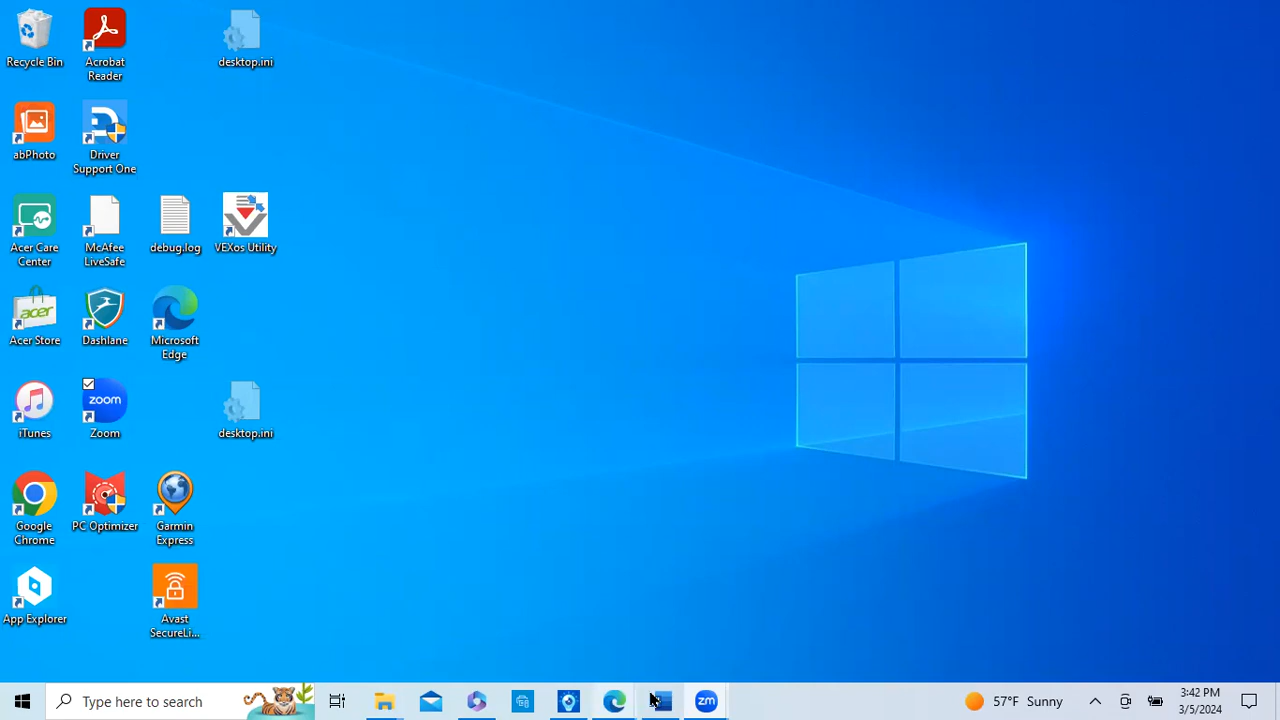 Recycle Bin
Acrobat
Reader
desktop.ini
abPhoto
Driver
Support One
Acer Care
Center
McAfee
LiveSafe
debug.log
VEXos Utility
acer
Acer Store
Dashlane
Microsoft
Edge
iTunes
zoom
Zoom
desktop.ini
Google
Chrome
PC Optimizer
Garmin
Express
App Explorer
Avast
SecureLi...
Type here to search
zm
57°F Sunny
3:42 PM
3/5/2024